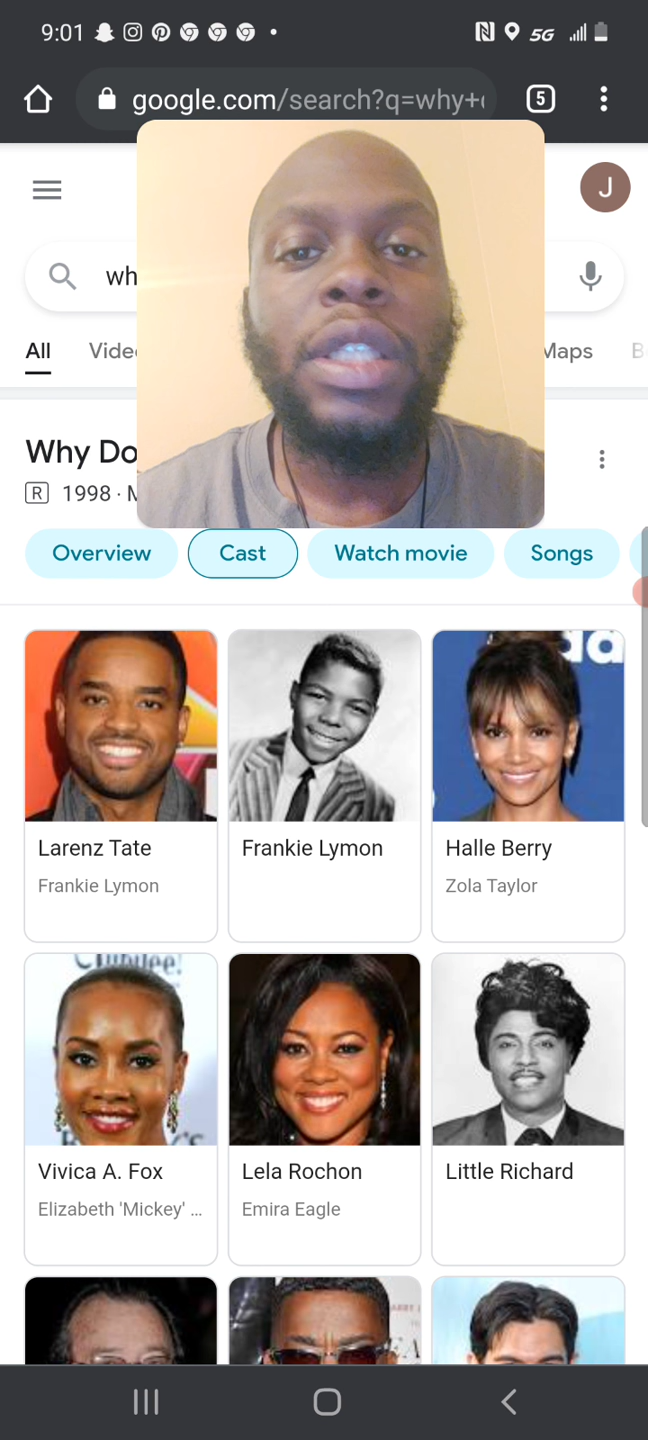 9:01 5G
google.com/search?q=why+
5
J
wh
All Vide Maps B
Why Do
R 1998 · M
Overview Cast Watch movie Songs
Larenz Tate Frankie Lymon Halle Berry
Frankie Lymon Zola Taylor
Vivica A. Fox Lela Rochon Little Richard
Elizabeth 'Mickey' ... Emira Eagle